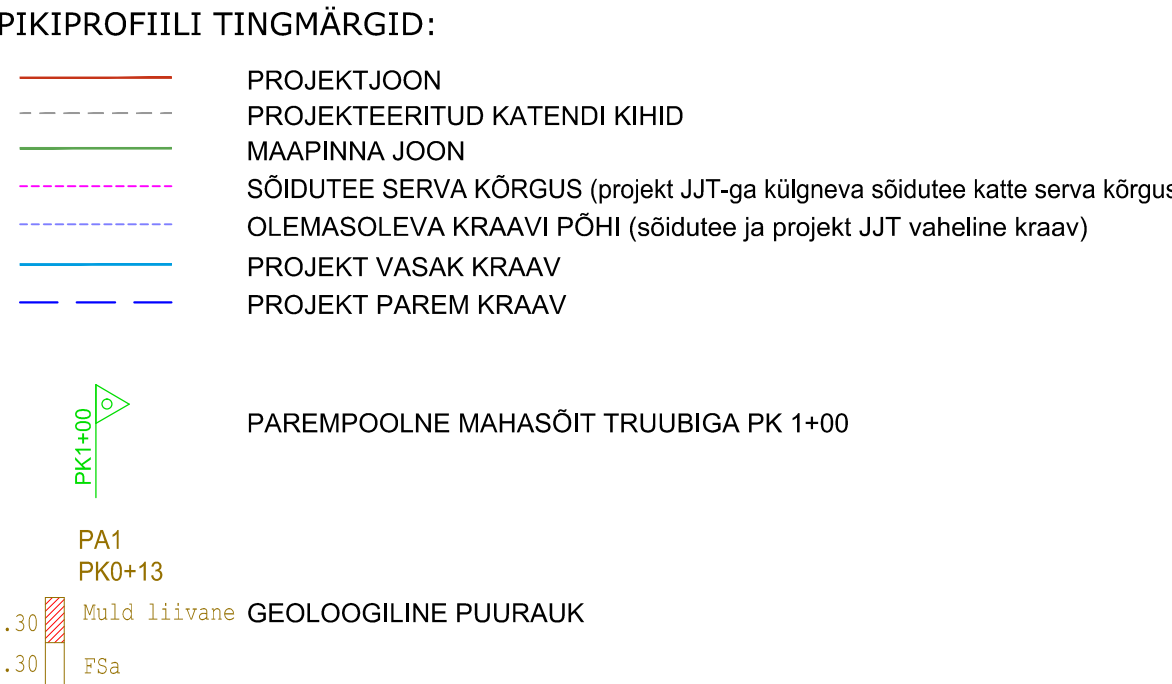 PIKIPROFIILI TINGMÄRGID:
PROJEKTJOON
PROJEKTEERITUD KATENDI KIHID
MAAPINNA JOON
SÕIDUTEE SERVA KÕRGUS (projekt JJT-ga külgneva sõidutee katte serva kõrgus
OLEMASOLEVA KRAAVI PÕHI (sõidutee ja projekt JJT vaheline kraav)
PROJEKT VASAK KRAAV
PROJEKT PAREM KRAAV
PK1+00
PAREMPOOLNE MAHASÕIT TRUUBIGA PK 1+00
PA1
PK0+13
.30 Muld liivane GEOLOOGILINE PUURAUK
.30 FSa